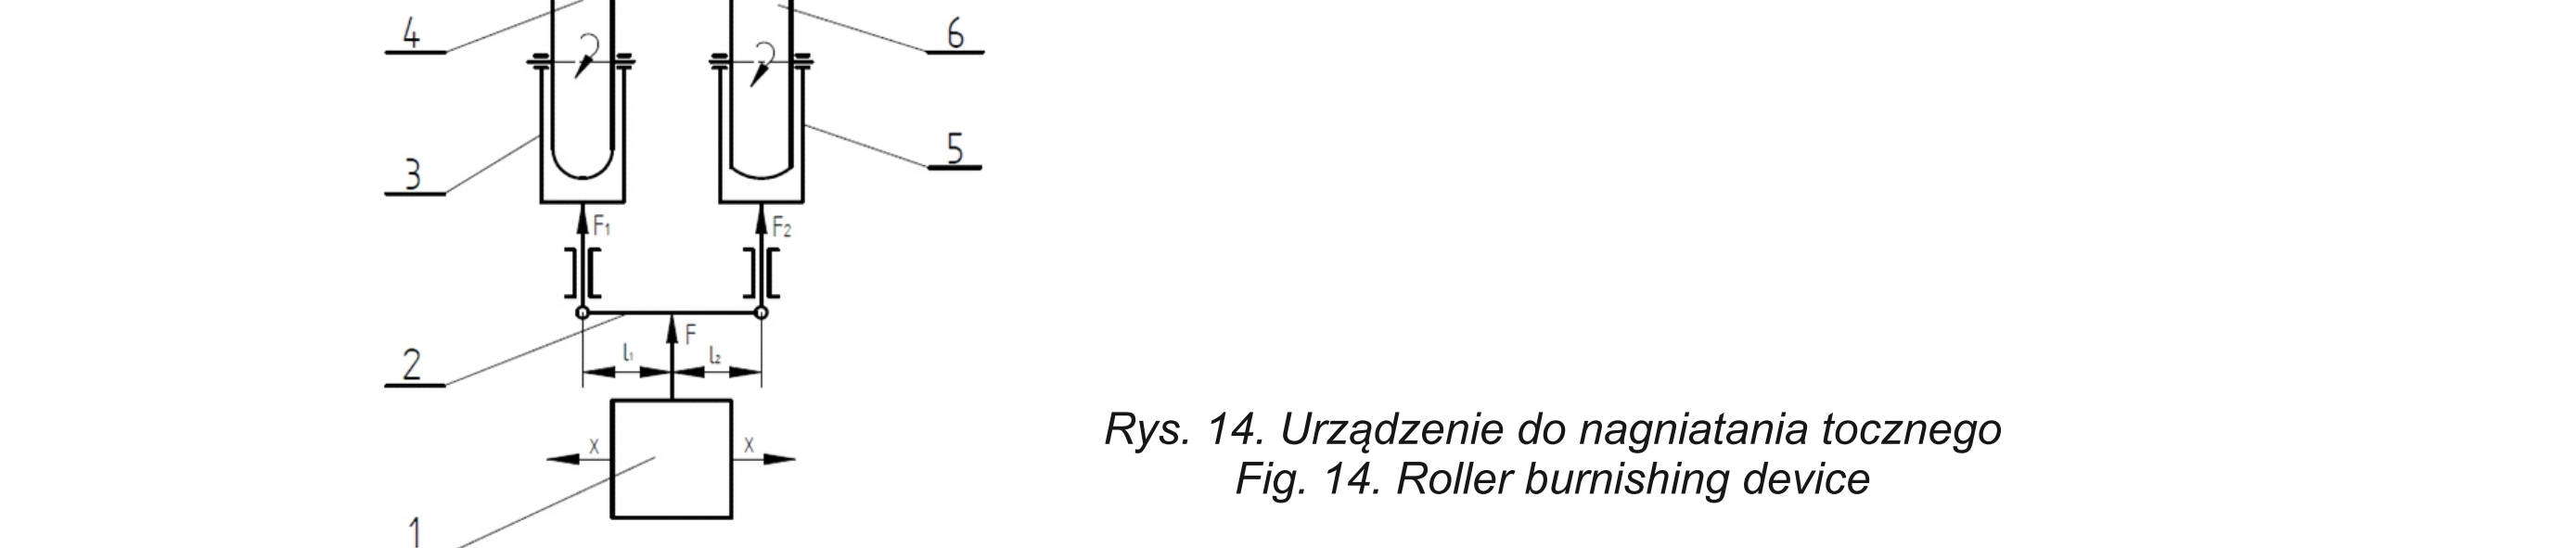 4
6
3
5
F1
F2
2
F
l1
l2
x
x
1
Rys. 14. Urządzenie do nagniatania tocznego
Fig. 14. Roller burnishing device